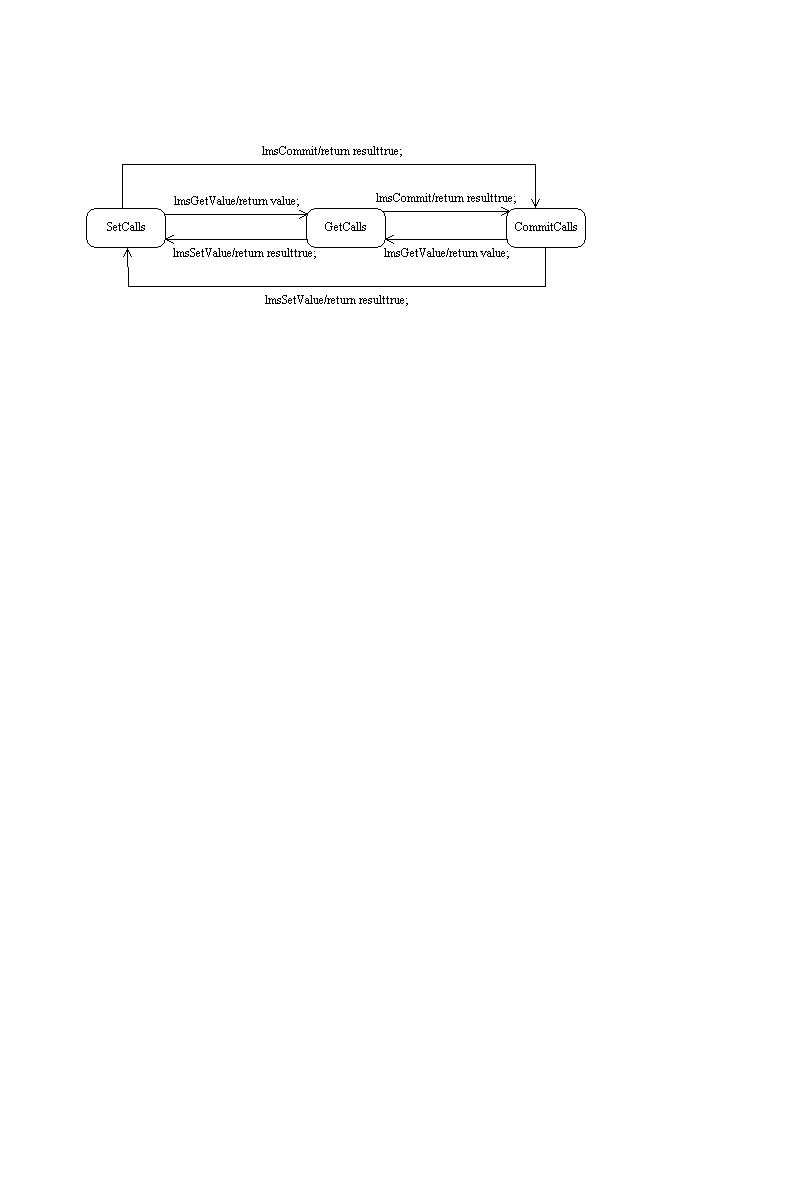 lmsCommit/return resulttrue;
lmsGetValue/return value;
lmsCommit/return resulttrue;
SetCalls
GetCalls
CommitCalls
lmsSetValue/return resulttrue;
lmsGetValue/return value;
lmsSetValue/return resulttrue;